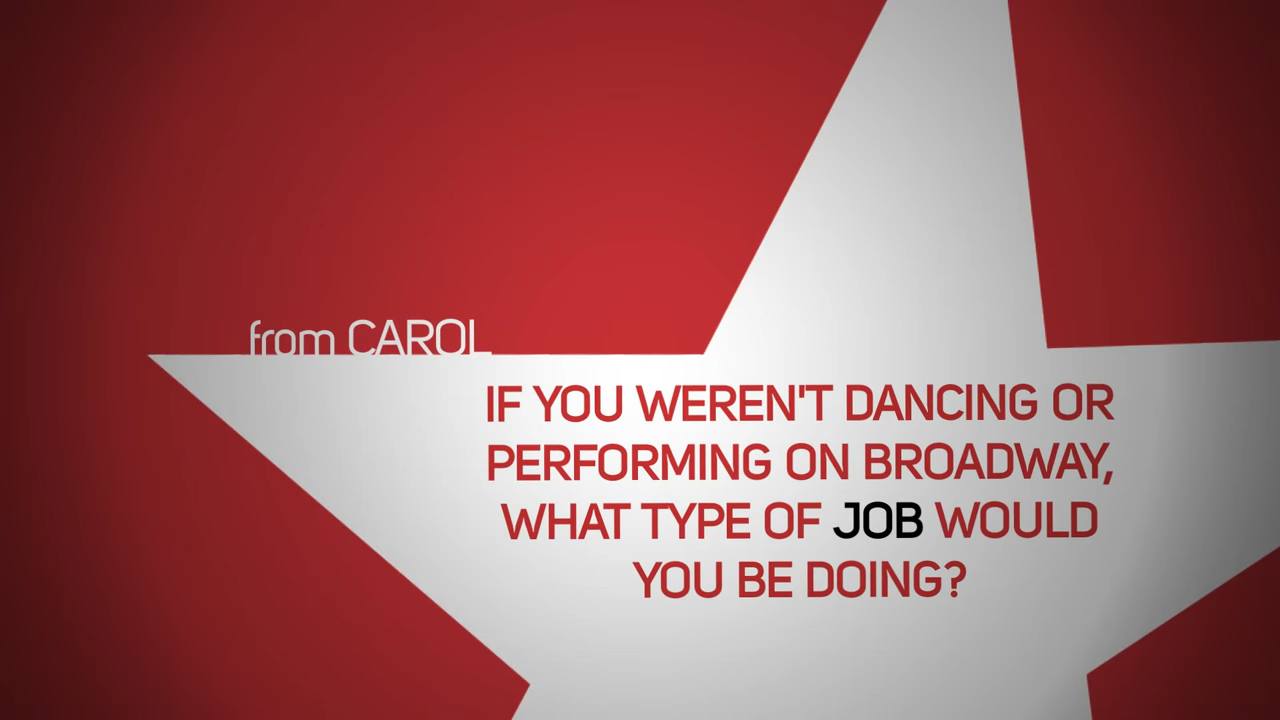 from CAROL
IF YOU WEREN'T DANCING OR
PERFORMING ON BROADWAY,
WHAT TYPE OF JOB WOULD
YOU BE DOING?